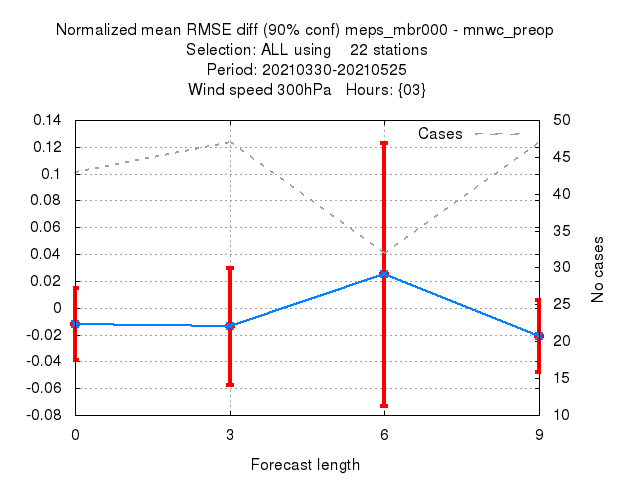 Normalized mean RMSE diff (90% conf) meps_mbr000 - mnwc_preop
Selection: ALL using 22 stations
Period: 20210330-20210525
Wind speed 300hPa Hours: {03}
Cases
0.14
0.12
0.1
0.08
0.06
0.04
0.02
0
-0.02
-0.04
-0.06
-0.08
50
45
40
35
30
25
20
15
10
No cases
0 3 6 9
Forecast length